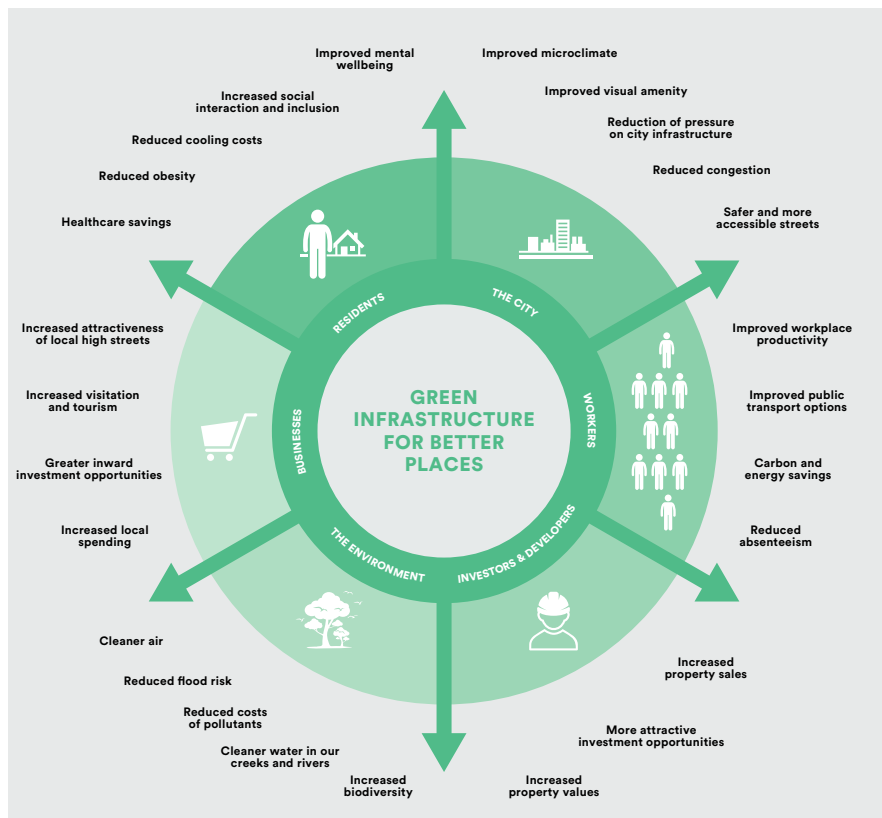 Improved mental
wellbeing
Improved microclimate
Increased social
interaction and inclusion
Improved visual amenity
Reduced cooling costs
Reduction of pressure
on city infrastructure
Reduced obesity
Reduced congestion
Healthcare savings
Safer and more
accessible streets
RESIDENTS
THE CITY
Increased attractiveness
of local high streets
Improved workplace
productivity
Increased visitation
and tourism
Improved public
transport options
BUSINESSES
GREEN
INFRASTRUCTURE
FOR BETTER
PLACES
WORKERS
Greater inward
investment opportunities
Carbon and
energy savings
Increased local
spending
Reduced
absenteeism
THE ENVIRONMENT
INVESTORS & DEVELOPERS
Cleaner air
Increased
property sales
Reduced flood risk
Reduced costs
of pollutants
More attractive
investment opportunities
Cleaner water in our
creeks and rivers
Increased
biodiversity
Increased
property values